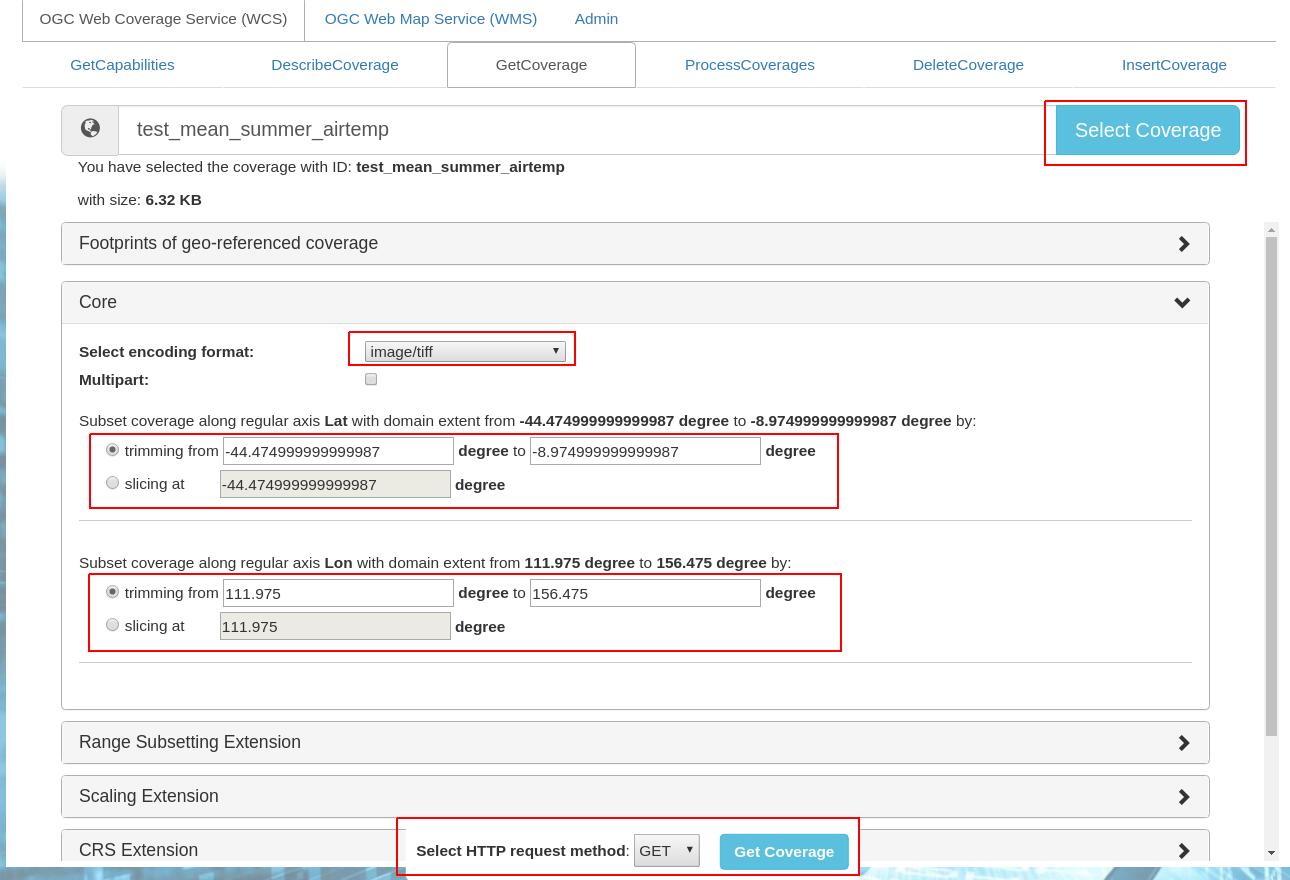 OGC Web Coverage Service (WCS) OGC Web Map Service (WMS) Admin
GetCapabilities DescribeCoverage GetCoverage ProcessCoverages DeleteCoverage InsertCoverage
test_mean_summer_airtemp Select Coverage
You have selected the coverage with ID: test_mean_summer_airtemp
with size: 6.32 KB
Footprints of geo-referenced coverage
Core
Select encoding format: image/tiff
Multipart:
Subset coverage along regular axis Lat with domain extent from -44.474999999999987 degree to -8.974999999999987 degree by:
trimming from -44.474999999999987 degree to -8.974999999999987 degree
slicing at -44.474999999999987 degree
Subset coverage along regular axis Lon with domain extent from 111.975 degree to 156.475 degree by:
trimming from 111.975 degree to 156.475 degree
slicing at 111.975 degree
Range Subsetting Extension
Scaling Extension
CRS Extension
Select HTTP request method: GET Get Coverage